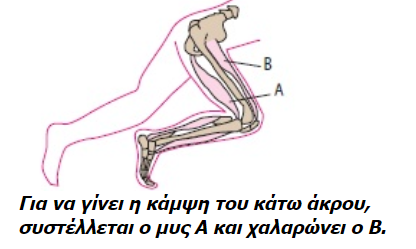 B
A
Για να γίνει η κάμψη του κάτω άκρου,
συστέλλεται ο μυς Α και χαλαρώνει ο Β.